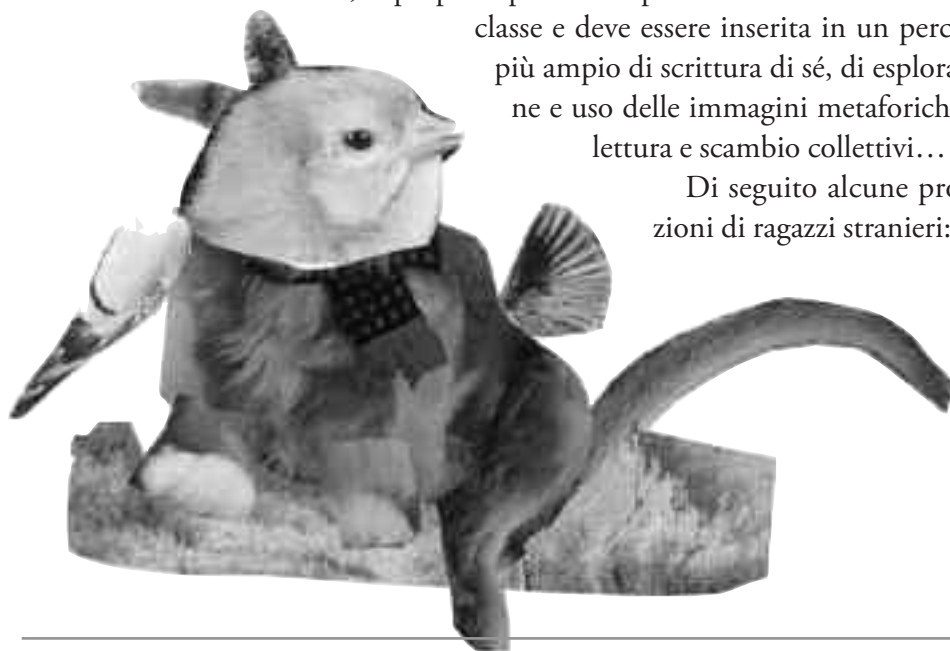 classe e deve essere inserita in un perc
più ampio di scrittura di sé, di esplora
ne e uso delle immagini metaforich
lettura e scambio collettivi…
Di seguito alcune pro
zioni di ragazzi stranieri: